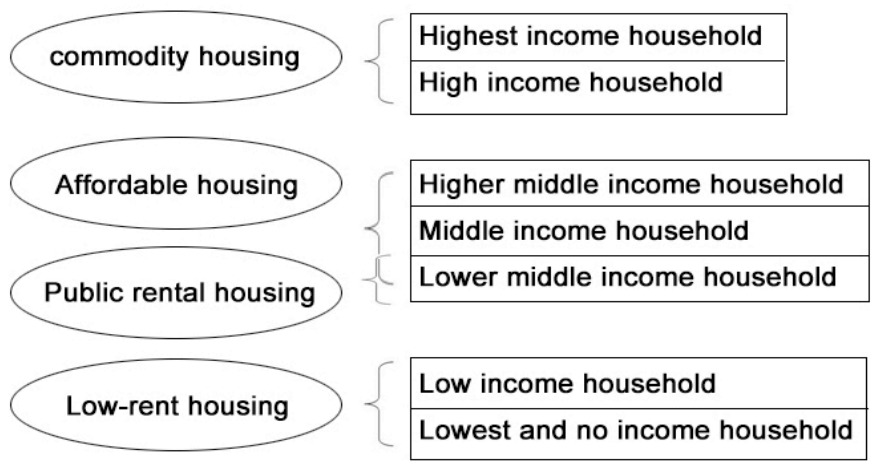 commodity housing
Highest income household
High income household
Affordable housing
Higher middle income household
Middle income household
Public rental housing
Lower middle income household
Low-rent housing
Low income household
Lowest and no income household